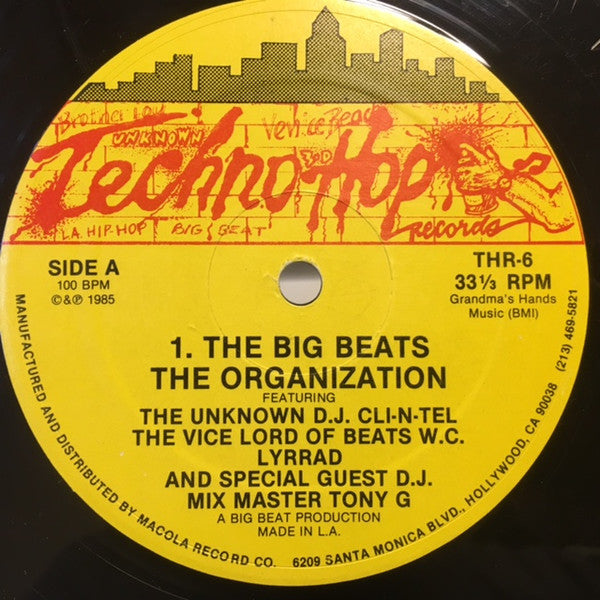 Brother Lou
Venice Beach
UNKNOWN
Techno Hop
records
L.A. HIP-HOP BIG BEAT
SIDE A
100 BPM
©&℗ 1985
THR-6
33⅓ RPM
Grandma's Hands
Music (BMI)
1. THE BIG BEATS
THE ORGANIZATION
FEATURING
THE UNKNOWN D.J. CLI-N-TEL
THE VICE LORD OF BEATS W.C.
LYRRAD
AND SPECIAL GUEST D.J.
MIX MASTER TONY G
A BIG BEAT PRODUCTION
MADE IN L.A.
MANUFACTURED AND DISTRIBUTED BY MACOLA RECORD CO. 6209 SANTA MONICA BLVD., HOLLYWOOD, CA 90038 (213) 469-5821